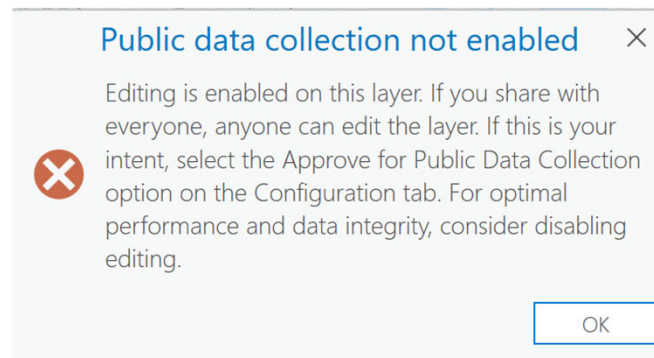 Public data collection not enabled
Editing is enabled on this layer. If you share with
everyone, anyone can edit the layer. If this is your
intent, select the Approve for Public Data Collection
option on the Configuration tab. For optimal
performance and data integrity, consider disabling
editing.
OK